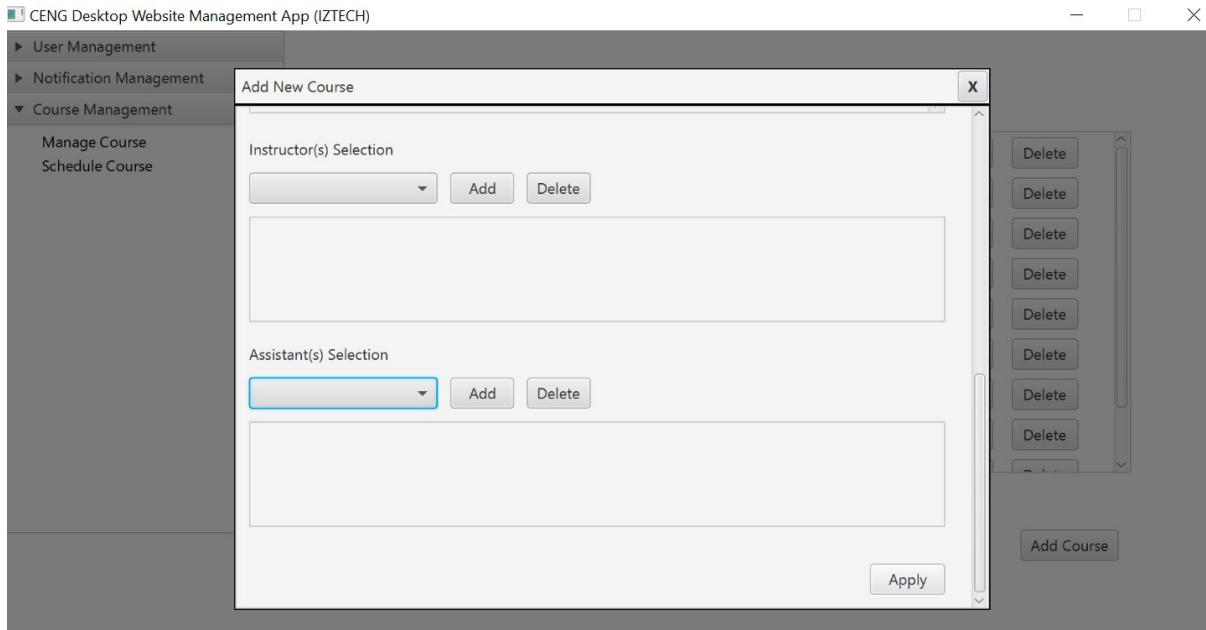 CENG Desktop Website Management App (IZTECH)
User Management
Notification Management
Course Management
Manage Course
Schedule Course
Add New Course
X
Instructor(s) Selection
Add
Delete
Assistant(s) Selection
Add
Delete
Apply
Delete
Delete
Delete
Delete
Delete
Delete
Delete
Delete
Add Course